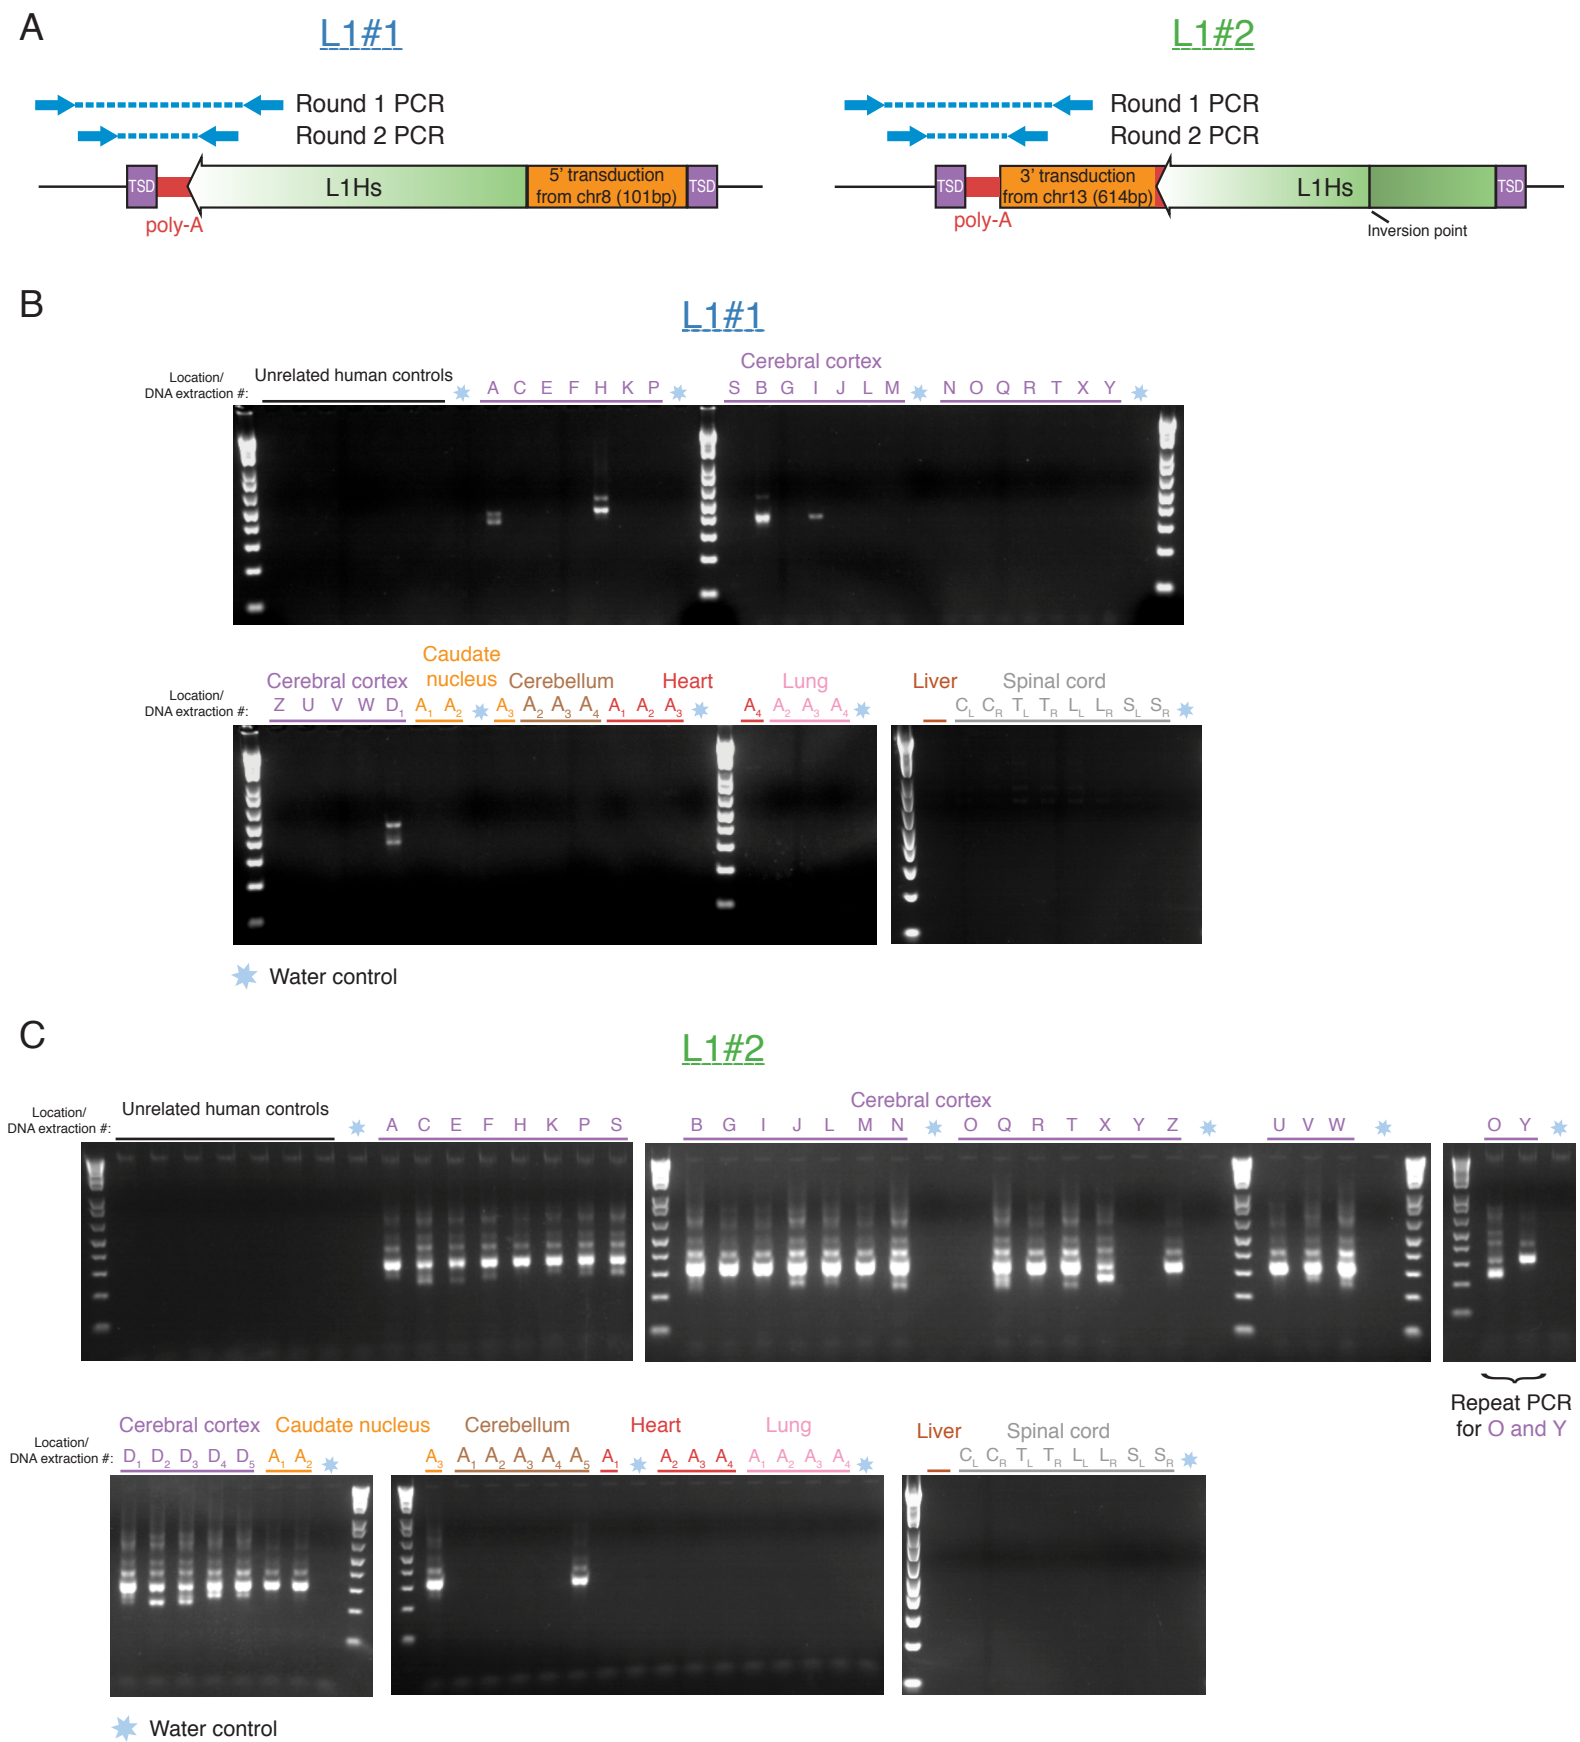 A
L1#1
L1#2
Round 1 PCR
Round 2 PCR
Round 1 PCR
Round 2 PCR
TSD
L1Hs
5’ transduction
from chr8 (101bp)
TSD
poly-A
TSD
3’ transduction
from chr13 (614bp)
L1Hs
TSD
poly-A
Inversion point
B
L1#1
Cerebral cortex
Location/
DNA extraction #:
Unrelated human controls
A C E F H K P
S B G I J L M
N O Q R T X Y
Location/
DNA extraction #:
Cerebral cortex
Z U V W D1
Caudate
nucleus
A1 A2
A3
Cerebellum
A2 A3 A4
Heart
A1 A2 A3
A4
Lung
A2 A3 A4
Liver
Spinal cord
CL CR TL TR LL LR SL SR
Water control
C
L1#2
Location/
DNA extraction #:
Unrelated human controls
A C E F H K P S
Cerebral cortex
B G I J L M N
O Q R T X Y Z
U V W
O Y
Repeat PCR
for O and Y
Location/
DNA extraction #:
Cerebral cortex
D1 D2 D3 D4 D5
Caudate nucleus
A1 A2
A3
Cerebellum
A1 A2 A3 A4 A5
Heart
A1
A2 A3 A4
Lung
A1 A2 A3 A4
Liver
Spinal cord
CL CR TL TR LL LR SL SR
Water control